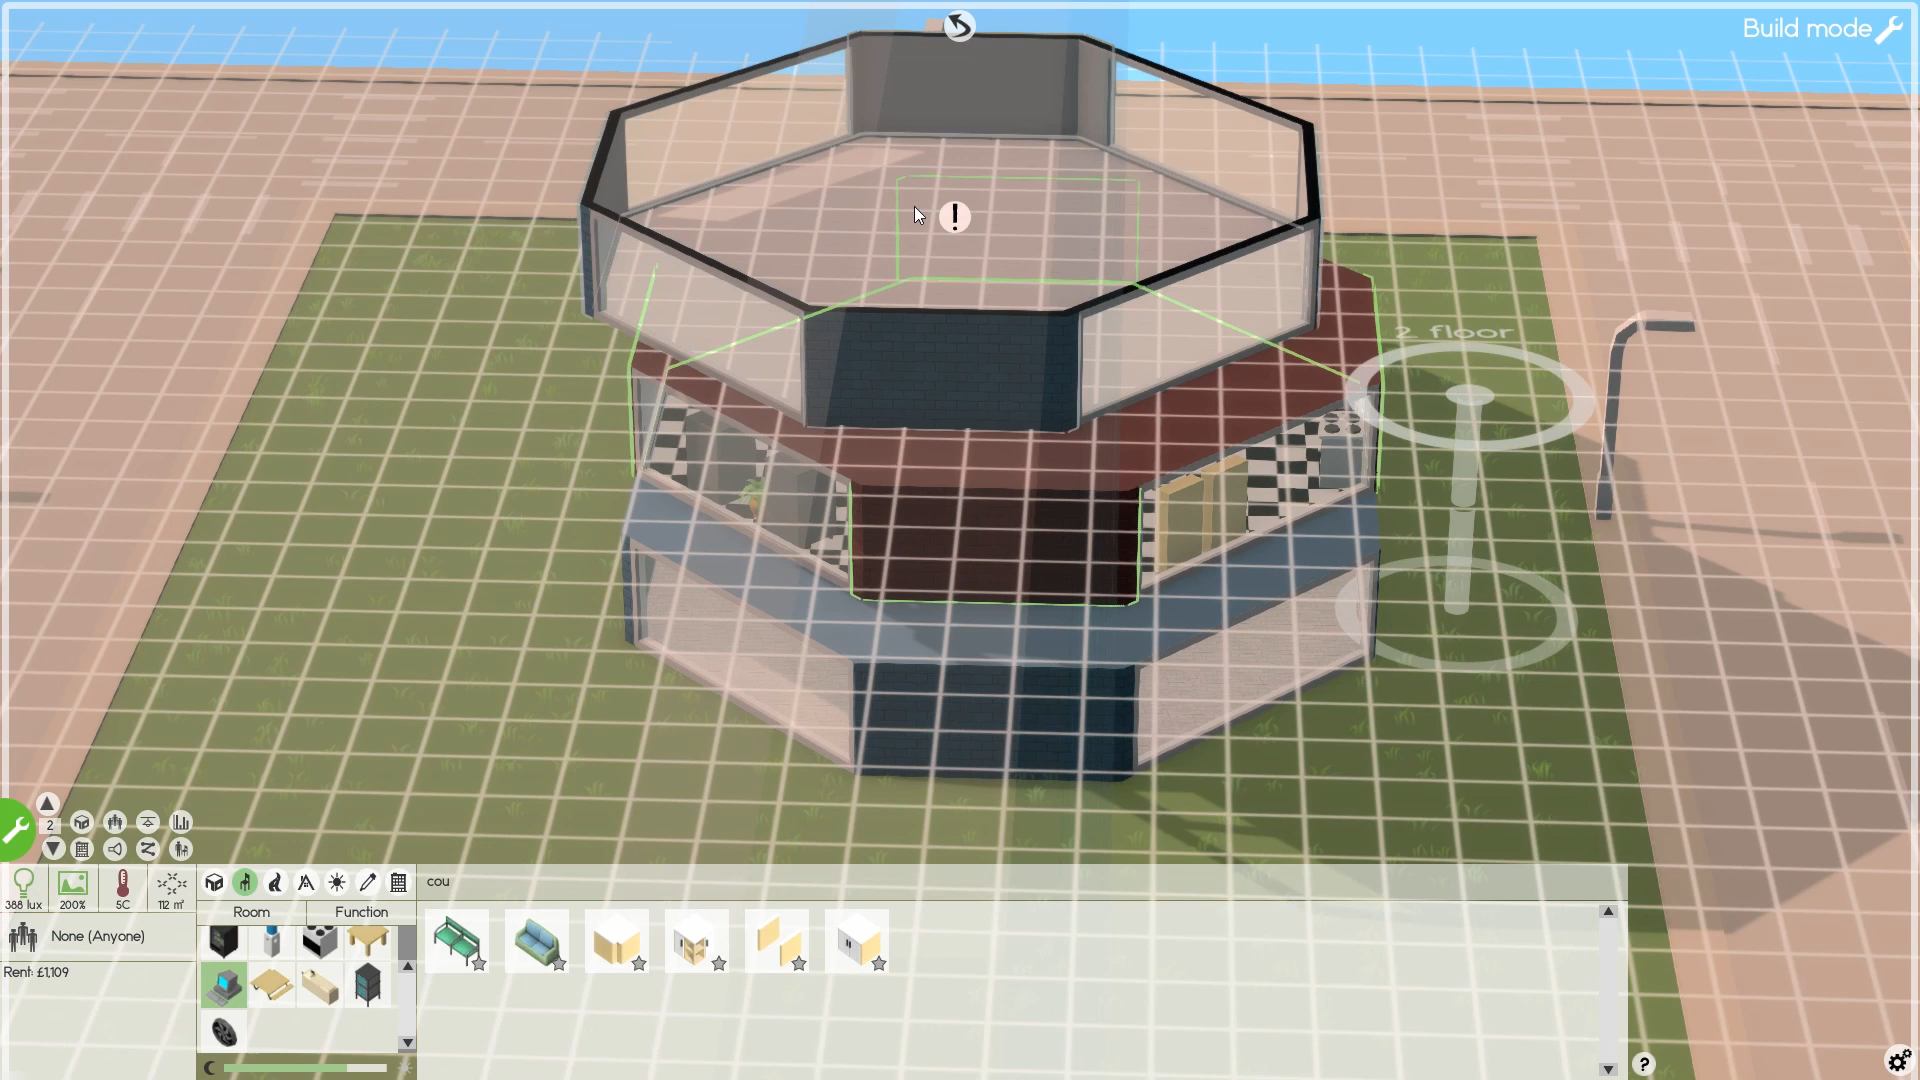 Build mode
2. floor
2
388 lux
200%
5C
112 m²
None (Anyone)
Rent: £1,109
Room
Function
cou
?